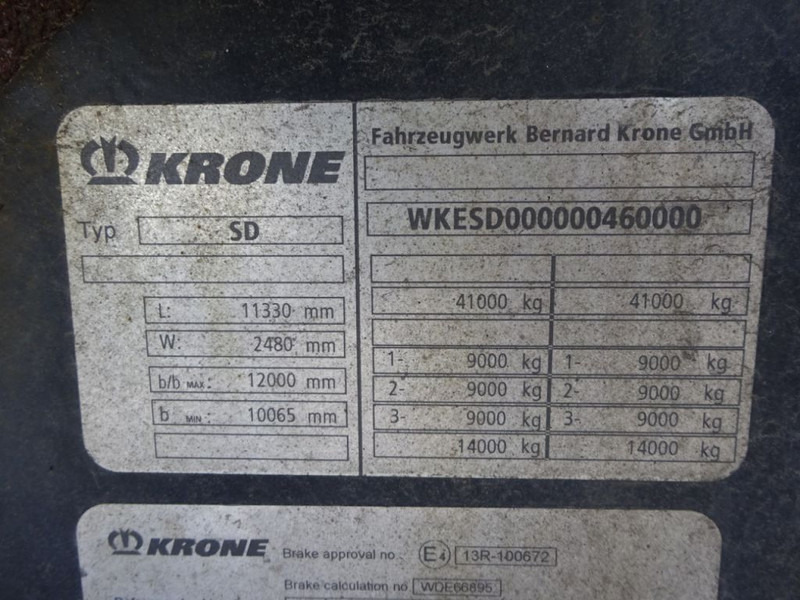 KRONE
Typ SD
L: 11330 mm
W: 2480 mm
b/b MAX.: 12000 mm
b MIN.: 10065 mm
Fahrzeugwerk Bernard Krone GmbH
WKESD000000460000
41000 kg 41000 kg
1- 9000 kg 1- 9000 kg
2- 9000 kg 2- 9000 kg
3- 9000 kg 3- 9000 kg
14000 kg 14000 kg
KRONE Brake approval no.: E4 13R-100672
Brake calculation no WDE66895